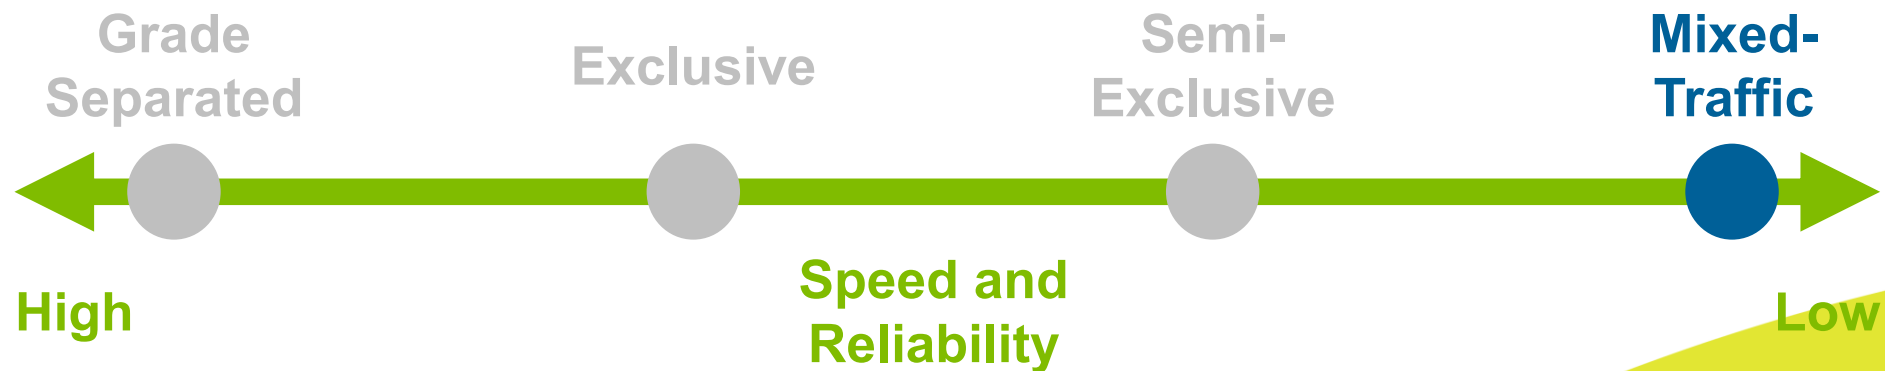 Grade
Separated
Exclusive
Semi-
Exclusive
Mixed-
Traffic
High
Speed and
Reliability
Low